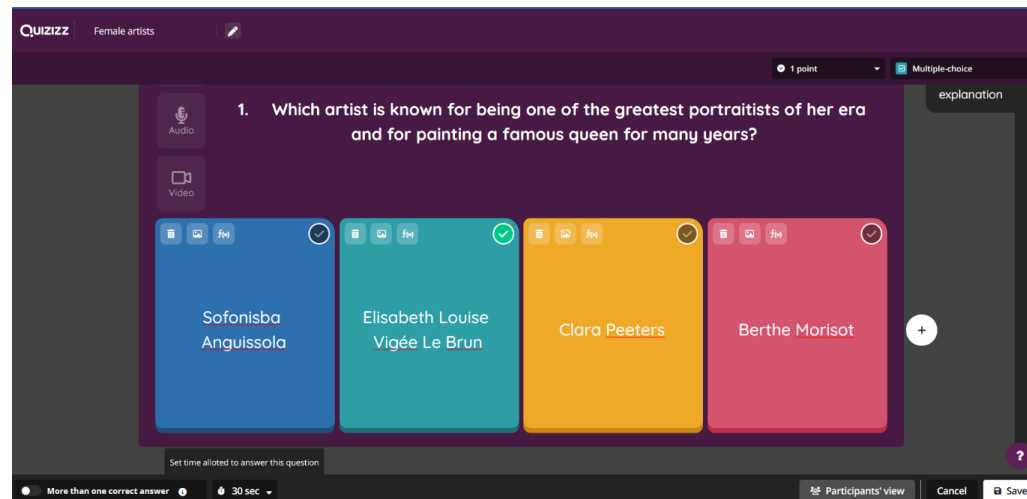 QUIZIZZ
Female artists
1 point
Multiple-choice
explanation
Audio
Video
1. Which artist is known for being one of the greatest portraitists of her era
and for painting a famous queen for many years?
f(x)
f(x)
f(x)
f(x)
Sofonisba
Anguissola
Elisabeth Louise
Vigée Le Brun
Clara Peeters
Berthe Morisot
+
?
Set time alloted to answer this question
More than one correct answer
30 sec
Participants' view
Cancel
Save